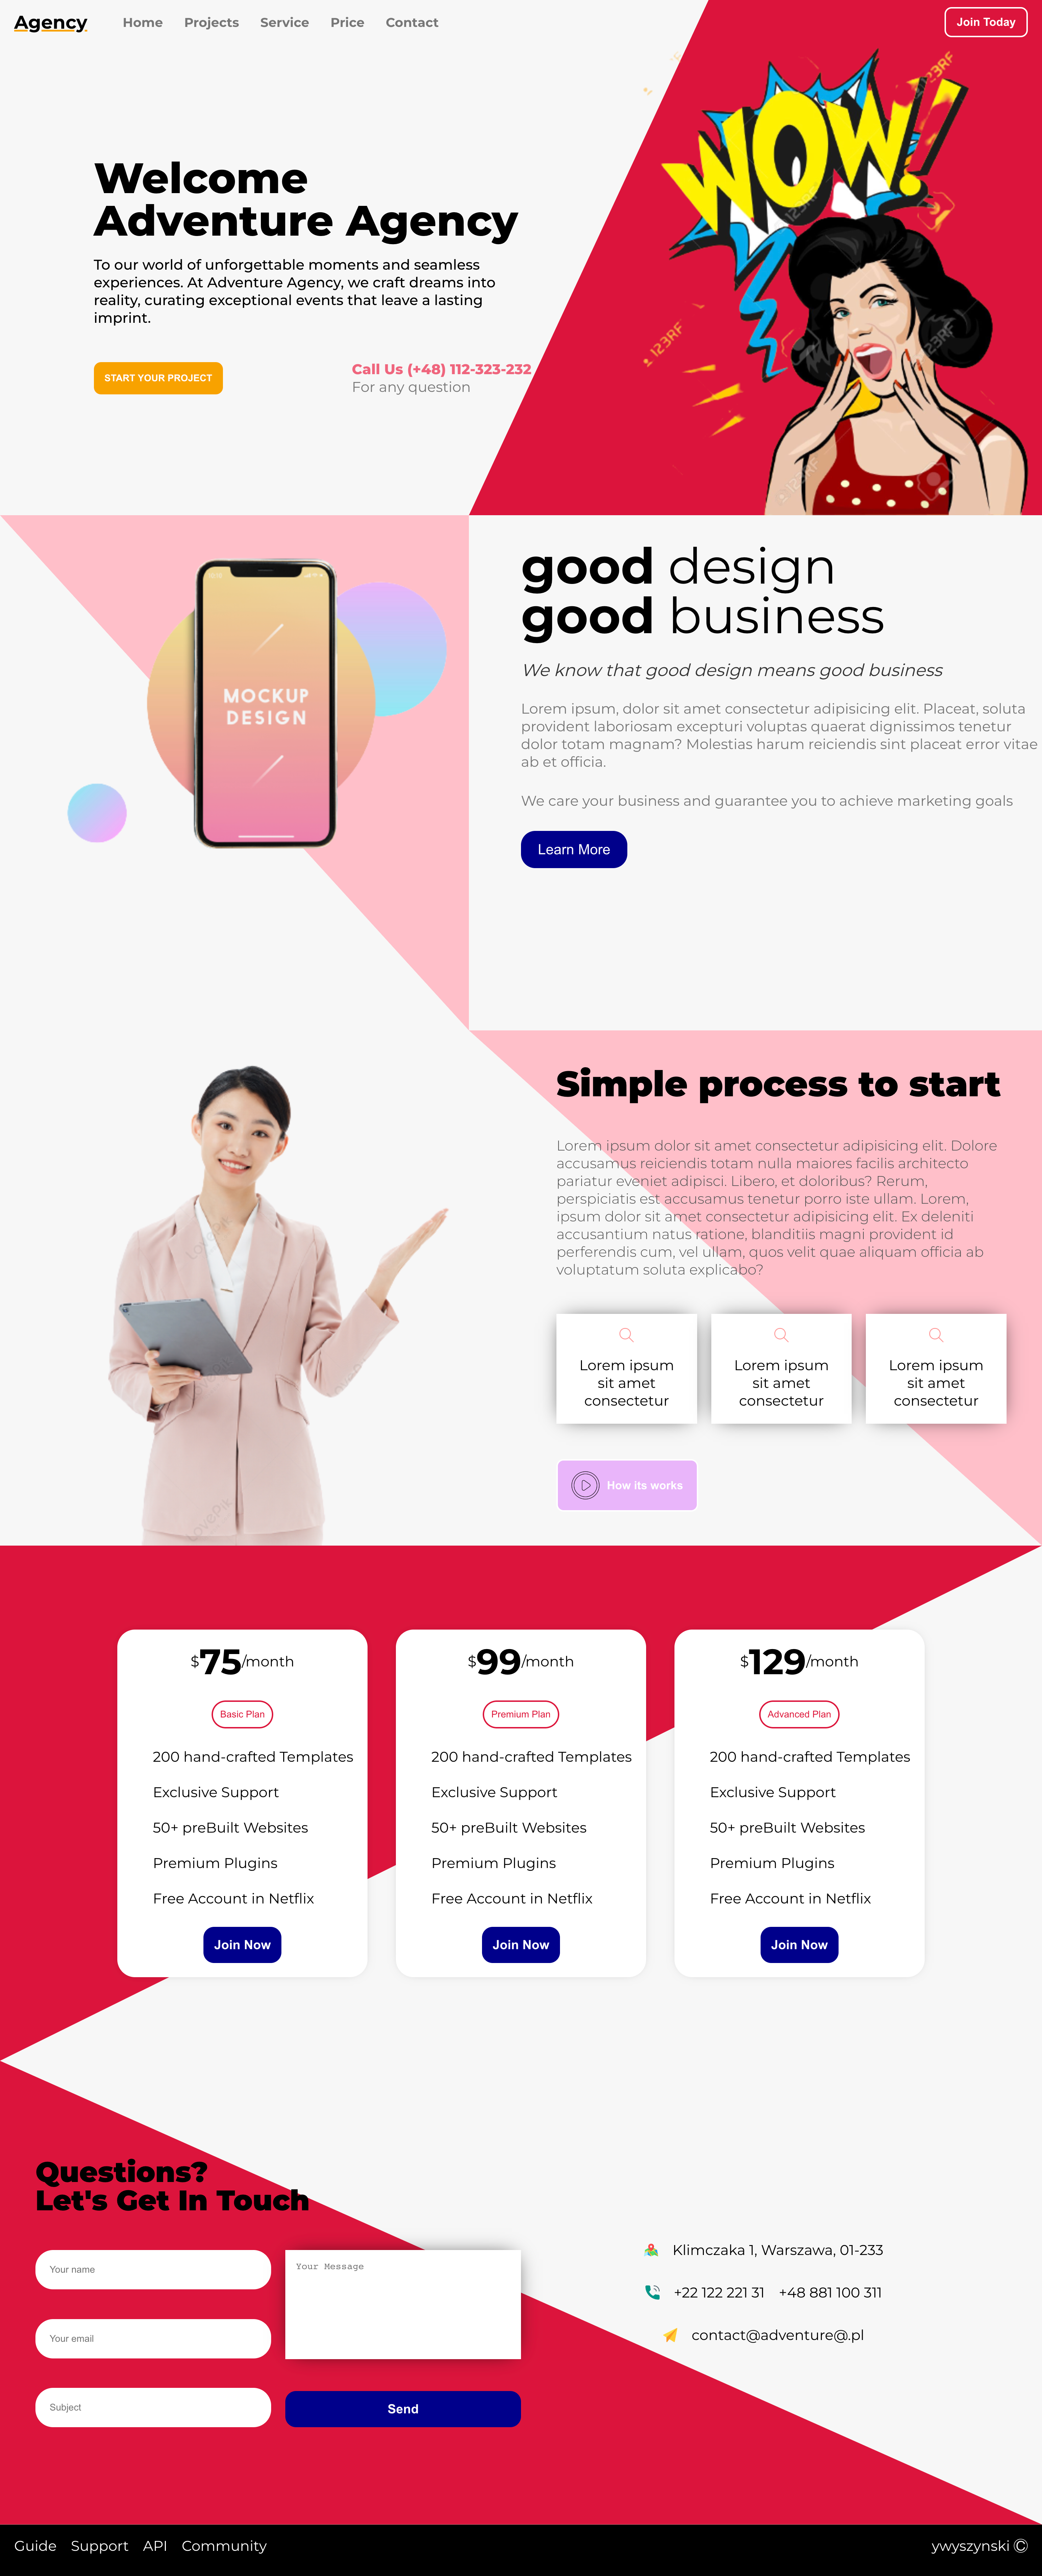 Agency
Home Projects Service Price Contact
Join Today
WOW!
123RF
123RF
123RF
123RF
123RF
Welcome
Adventure Agency
To our world of unforgettable moments and seamless
experiences. At Adventure Agency, we craft dreams into
reality, curating exceptional events that leave a lasting
imprint.
START YOUR PROJECT
Call Us (+48) 112-323-232
For any question
MOCKUP
DESIGN
good design
good business
We know that good design means good business
Lorem ipsum, dolor sit amet consectetur adipisicing elit. Placeat, soluta
provident laboriosam excepturi voluptas quaerat dignissimos tenetur
dolor totam magnam? Molestias harum reiciendis sint placeat error vitae
ab et officia.
We care your business and guarantee you to achieve marketing goals
Learn More
Simple process to start
Lorem ipsum dolor sit amet consectetur adipisicing elit. Dolore
accusamus reiciendis totam nulla maiores facilis architecto
pariatur eveniet adipisci. Libero, et doloribus? Rerum,
perspiciatis est accusamus tenetur porro iste ullam. Lorem,
ipsum dolor sit amet consectetur adipisicing elit. Ex deleniti
accusantium natus ratione, blanditiis magni provident id
perferendis cum, vel ullam, quos velit quae aliquam officia ab
voluptatum soluta explicabo?
Lorem ipsum
sit amet
consectetur
Lorem ipsum
sit amet
consectetur
Lorem ipsum
sit amet
consectetur
How its works
$75/month
Basic Plan
200 hand-crafted Templates
Exclusive Support
50+ preBuilt Websites
Premium Plugins
Free Account in Netflix
Join Now
$99/month
Premium Plan
200 hand-crafted Templates
Exclusive Support
50+ preBuilt Websites
Premium Plugins
Free Account in Netflix
Join Now
$129/month
Advanced Plan
200 hand-crafted Templates
Exclusive Support
50+ preBuilt Websites
Premium Plugins
Free Account in Netflix
Join Now
Questions?
Let's Get In Touch
Your name
Your email
Subject
Your Message
Send
Klimczaka 1, Warszawa, 01-233
+22 122 221 31 +48 881 100 311
contact@adventure@.pl
Guide Support API Community
ywyszynski ©